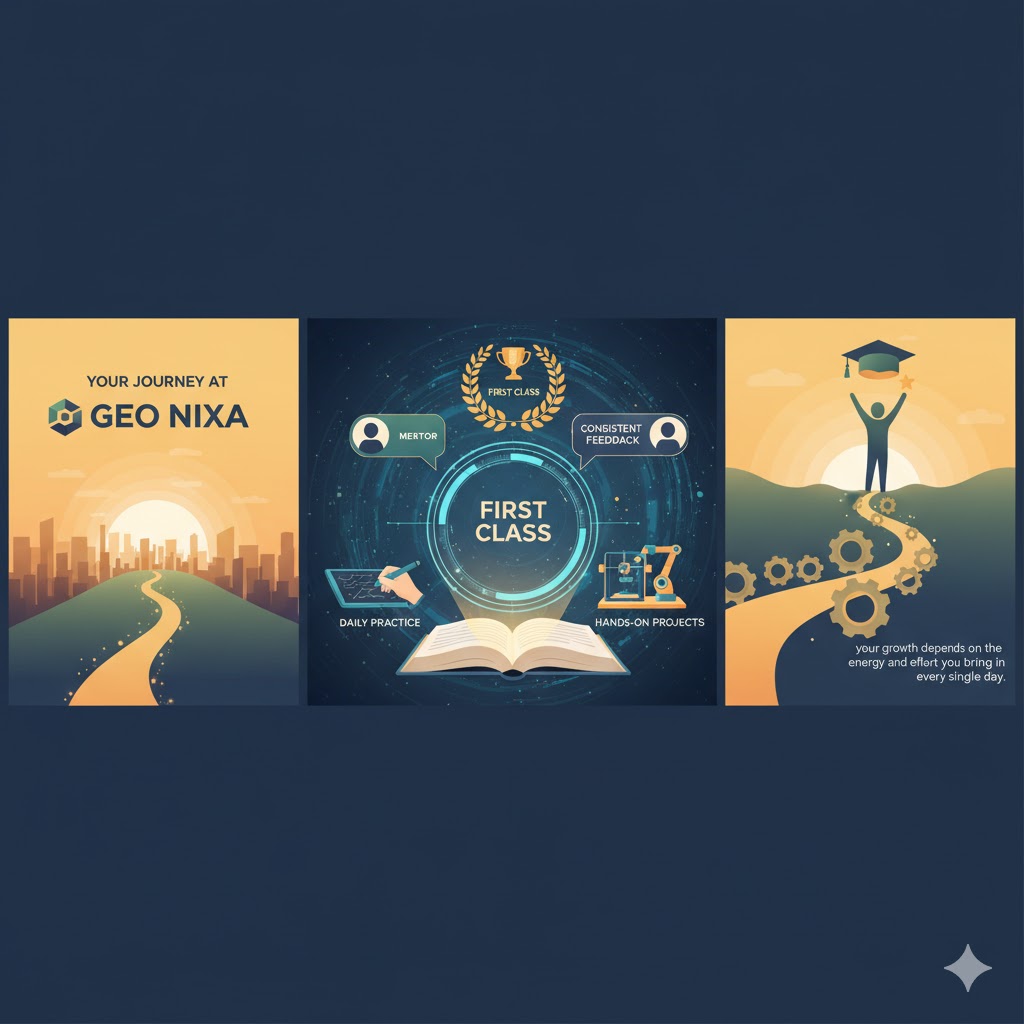 YOUR JOURNEY AT
GEO NIXA
FRST CLASS
MERTOR
CONSISTENT
FEEDDACK
FIRST
CLASS
DAILY PRACTICE
HANDS-ON PROJECTS
your growth depends on the
energy and effort you bring in
every single day.